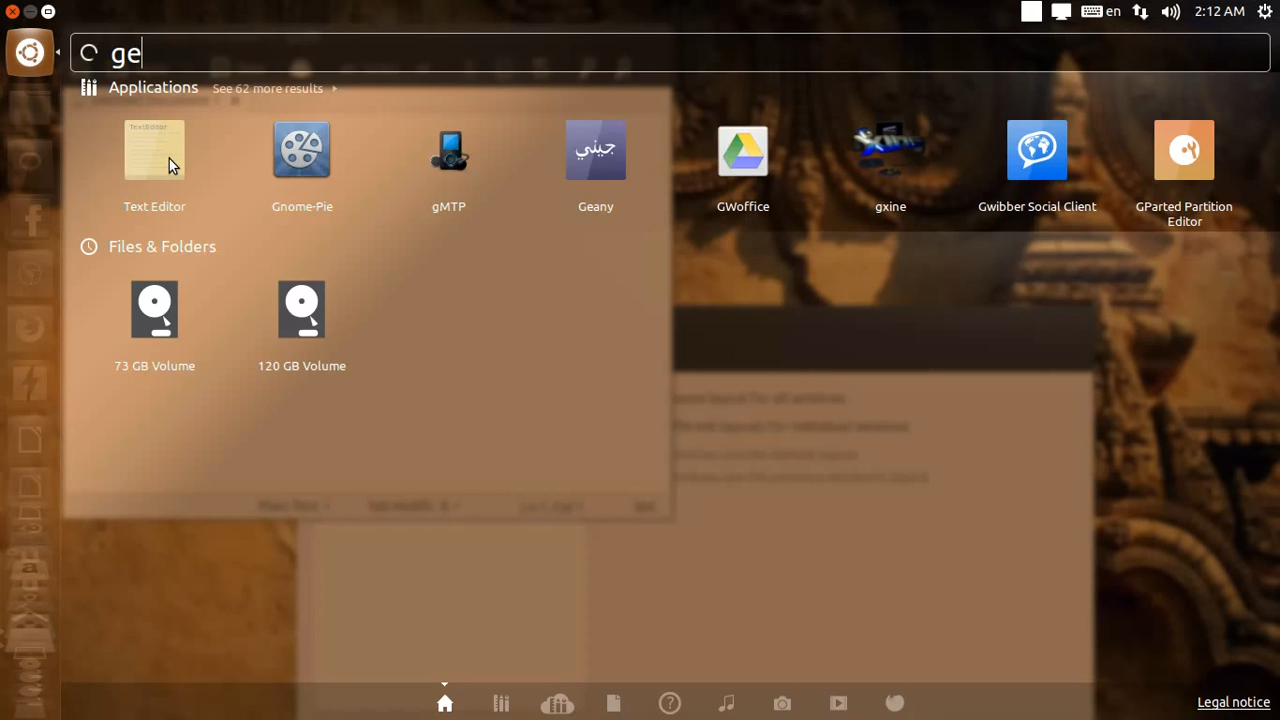 en
2:12 AM
ge
Applications
See 62 more results
TextEditor
جيني
Text Editor
Gnome-Pie
gMTP
Geany
GWoffice
gxine
Gwibber Social Client
GParted Partition
Editor
Files & Folders
73 GB Volume
120 GB Volume
Legal notice